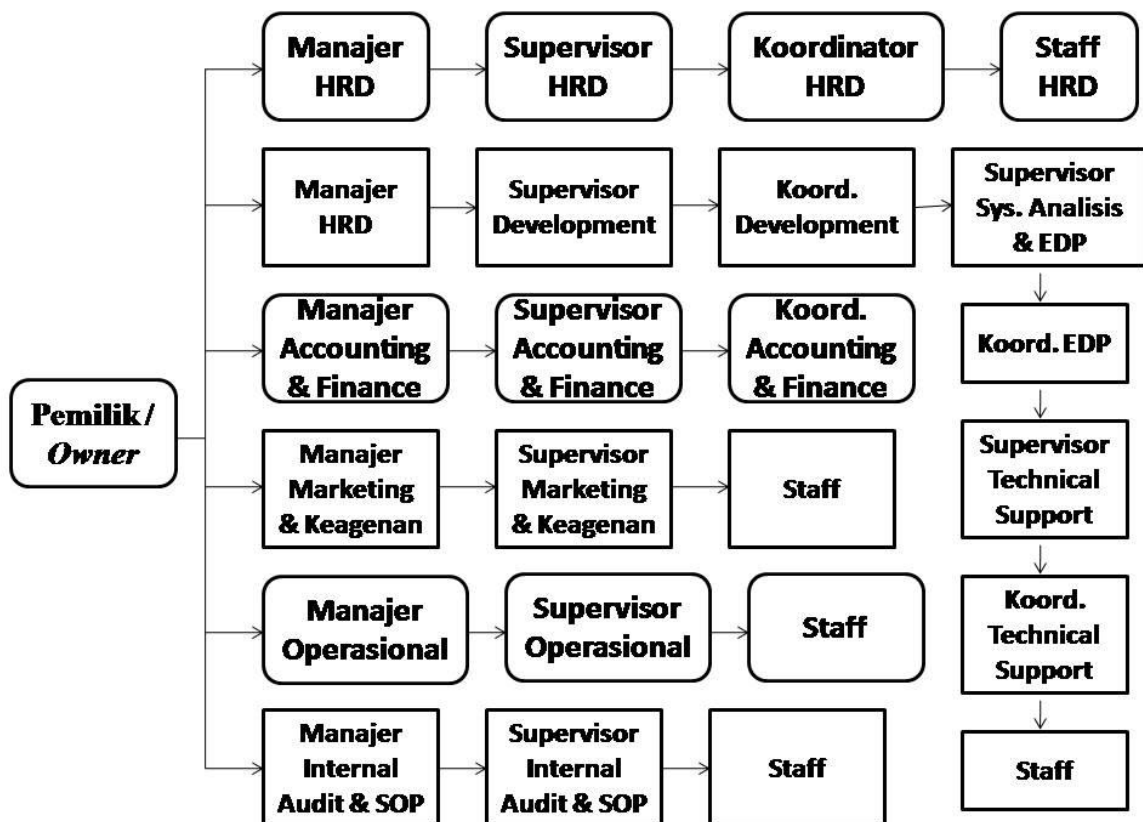 Manajer
HRD
Supervisor
HRD
Koordinator
HRD
Staff
HRD
Manajer
HRD
Supervisor
Development
Koord.
Development
Supervisor
Sys. Analisis
& EDP
Manajer
Accounting
& Finance
Supervisor
Accounting
& Finance
Koord.
Accounting
& Finance
Koord. EDP
Pemilik /
Owner
Manajer
Marketing
& Keagenan
Supervisor
Marketing
& Keagenan
Staff
Supervisor
Technical
Support
Manajer
Operasional
Supervisor
Operasional
Staff
Koord.
Technical
Support
Manajer
Internal
Audit & SOP
Supervisor
Internal
Audit & SOP
Staff
Staff